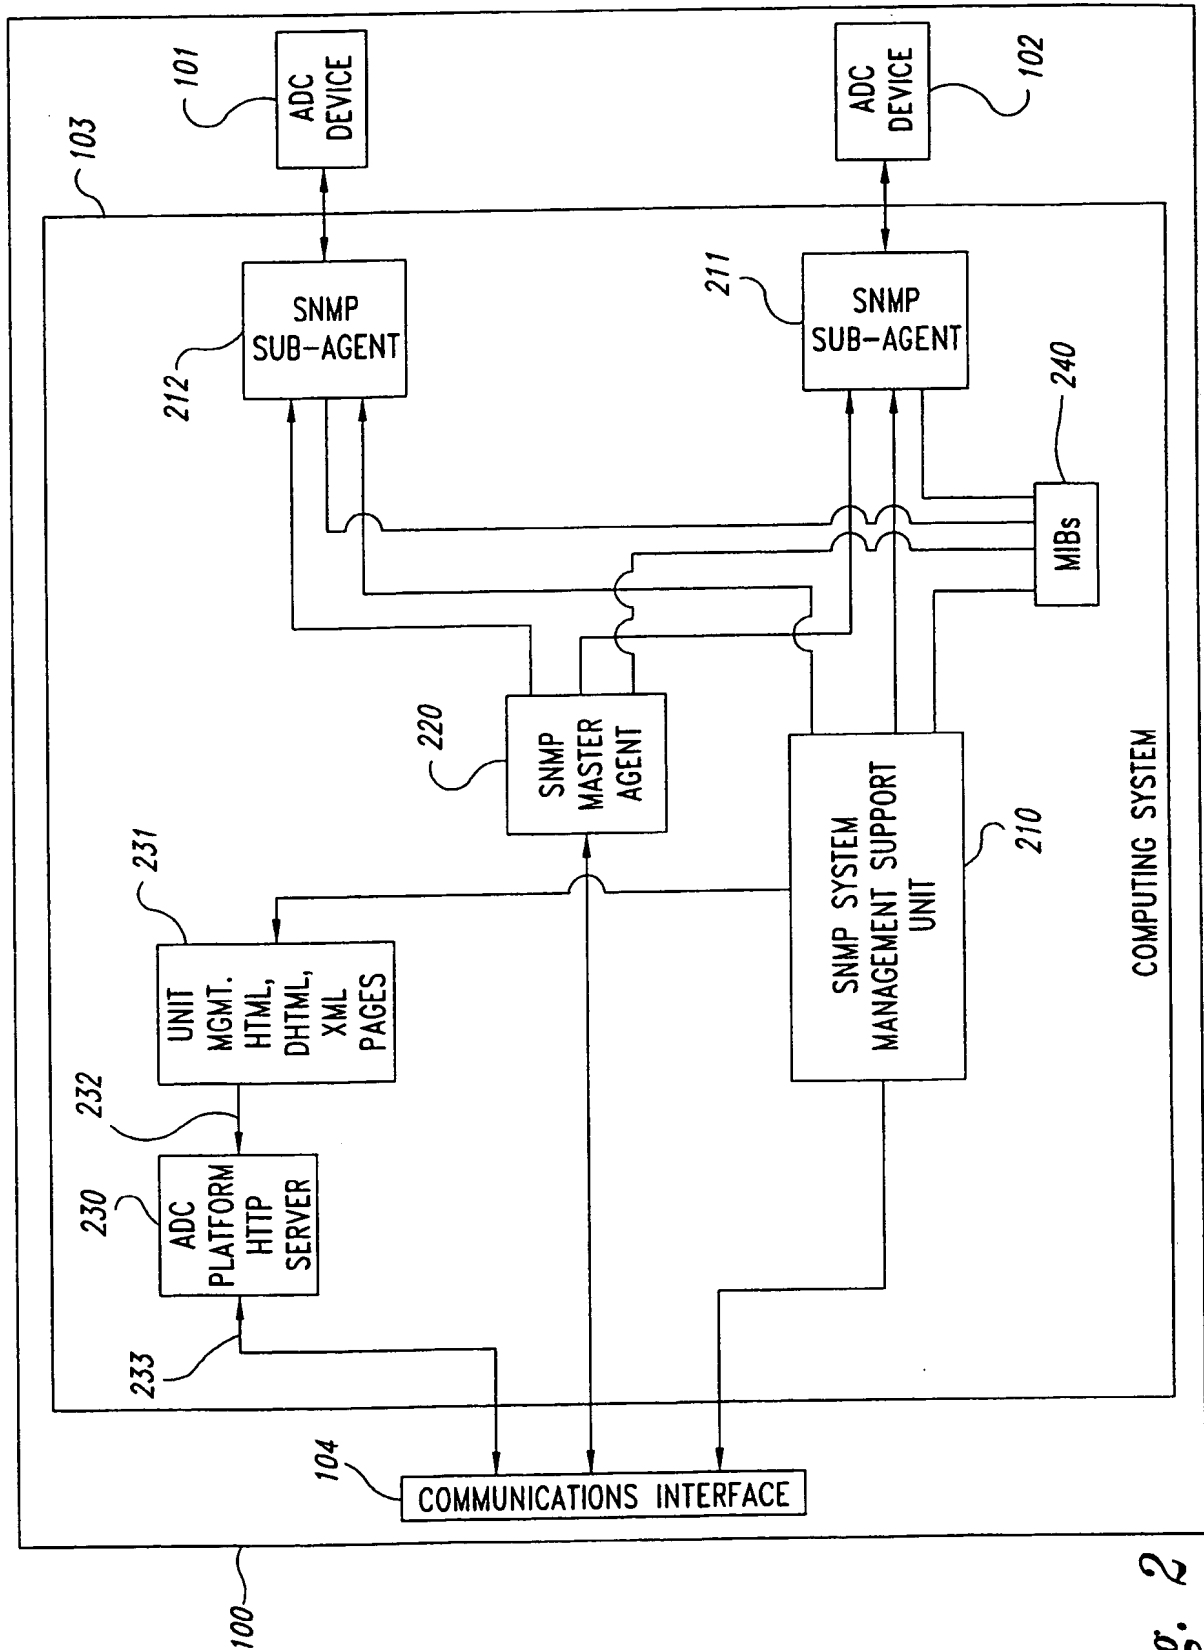 100
104
COMMUNICATIONS INTERFACE
103
COMPUTING SYSTEM
233
230
ADC
PLATFORM
HTTP
SERVER
232
231
UNIT
MGMT.
HTML,
DHTML,
XML
PAGES
220
SNMP
MASTER
AGENT
SNMP SYSTEM
MANAGEMENT SUPPORT
UNIT
210
212
SNMP
SUB-AGENT
211
SNMP
SUB-AGENT
240
MIBs
101
ADC
DEVICE
102
ADC
DEVICE
g. 2